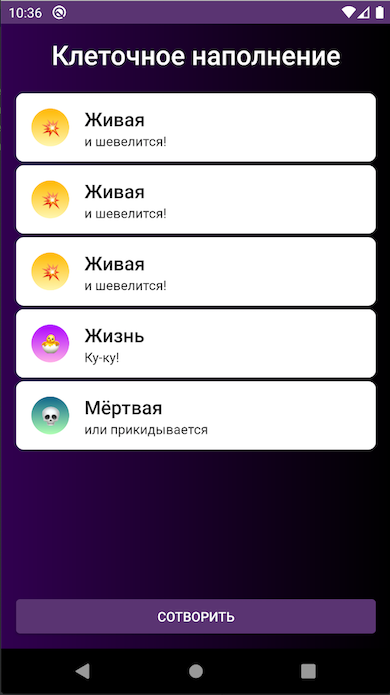 10:36
Клеточное наполнение
Живая
и шевелится!
Живая
и шевелится!
Живая
и шевелится!
Жизнь
Ку-ку!
Мёртвая
или прикидывается
СОТВОРИТЬ